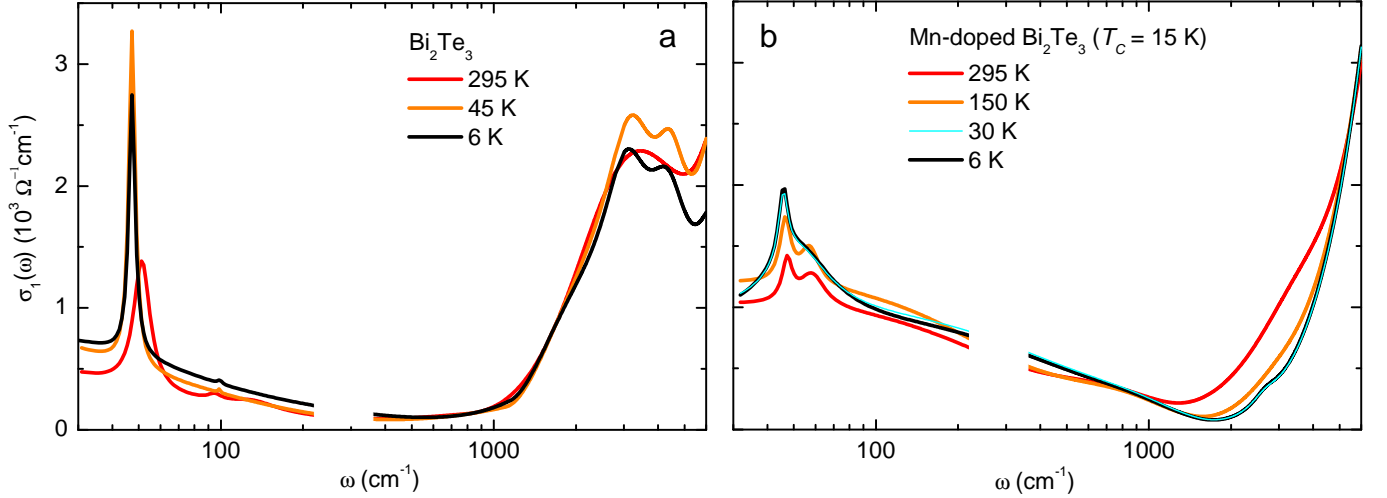 a
Bi₂Te₃
295 K
45 K
6 K
σ₁(ω) (10³ Ω⁻¹cm⁻¹)
3
2
1
0
100
1000
ω (cm⁻¹)
b
Mn-doped Bi₂Te₃ (T_C = 15 K)
295 K
150 K
30 K
6 K
100
1000
ω (cm⁻¹)